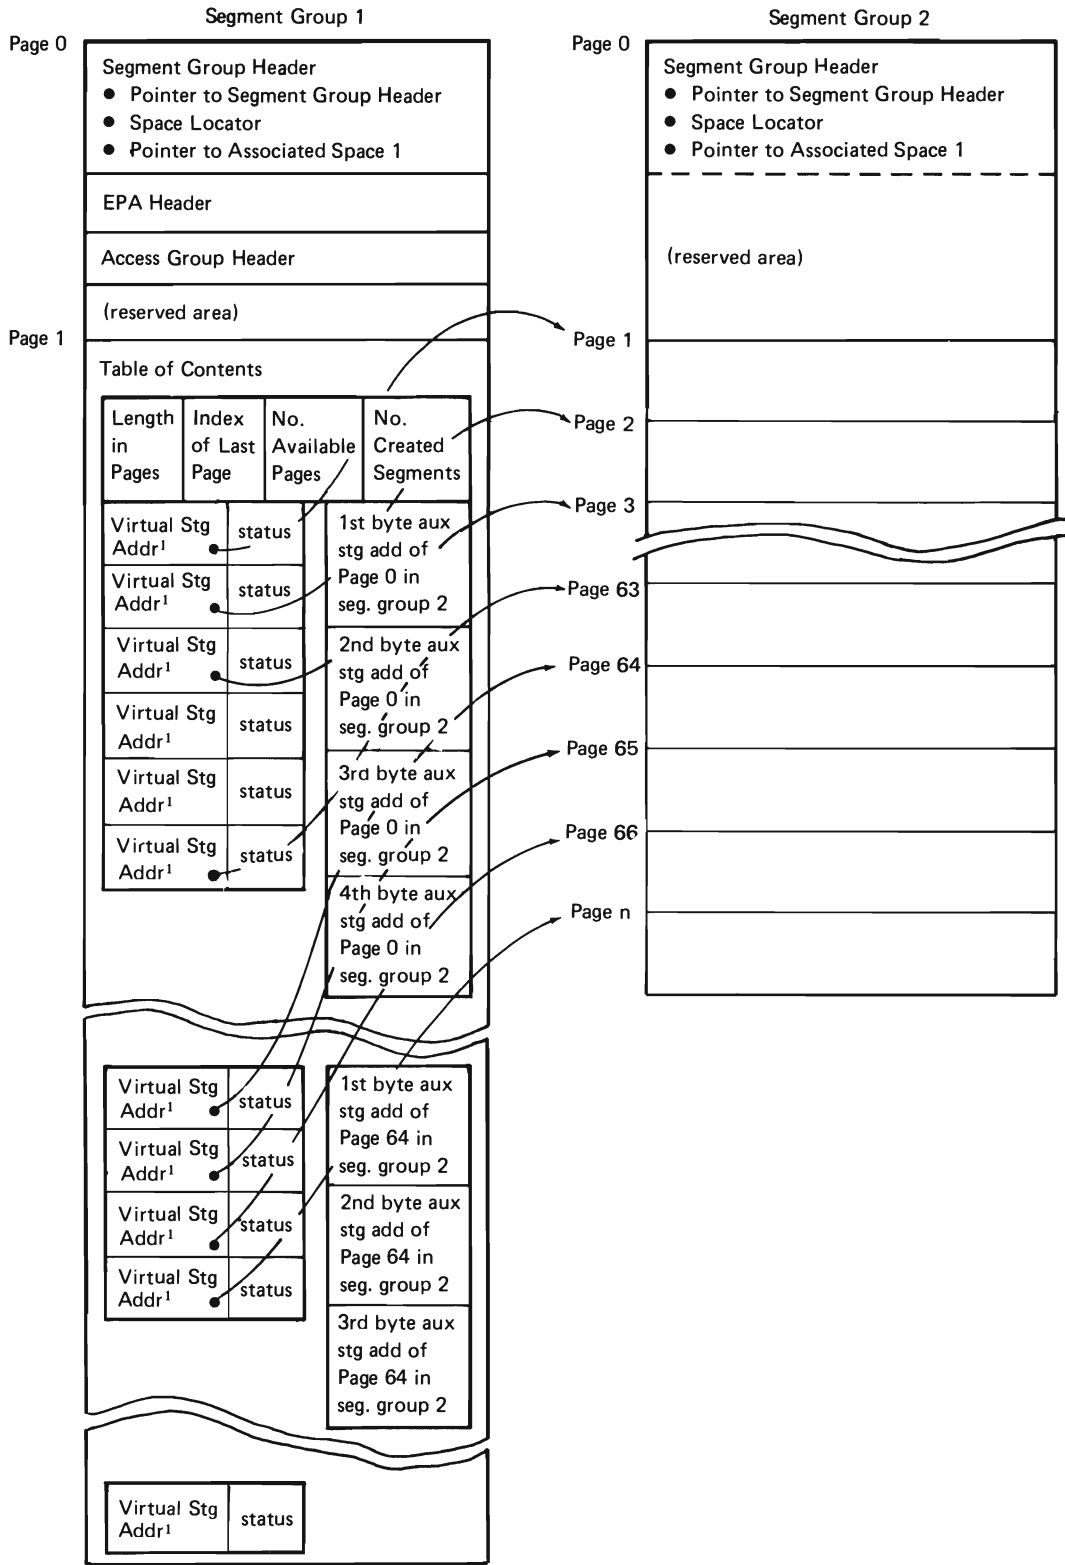 Segment Group 1
Page 0
Segment Group Header
● Pointer to Segment Group Header
● Space Locator
● Pointer to Associated Space 1
EPA Header
Access Group Header
(reserved area)
Page 1
Table of Contents
Length in Pages
Index of Last Page
No. Available Pages
No. Created Segments
Virtual Stg Addr¹
status
Virtual Stg Addr¹
status
Virtual Stg Addr¹
status
Virtual Stg Addr¹
status
Virtual Stg Addr¹
status
Virtual Stg Addr¹
status
1st byte aux
stg add of
Page 0 in
seg. group 2
2nd byte aux
stg add of
Page 0 in
seg. group 2
3rd byte aux
stg add of
Page 0 in
seg. group 2
4th byte aux
stg add of
Page 0 in
seg. group 2
Virtual Stg Addr¹
status
Virtual Stg Addr¹
status
Virtual Stg Addr¹
status
Virtual Stg Addr¹
status
1st byte aux
stg add of
Page 64 in
seg. group 2
2nd byte aux
stg add of
Page 64 in
seg. group 2
3rd byte aux
stg add of
Page 64 in
seg. group 2
Virtual Stg Addr¹
status
Segment Group 2
Page 0
Segment Group Header
● Pointer to Segment Group Header
● Space Locator
● Pointer to Associated Space 1
(reserved area)
Page 1
Page 2
Page 3
Page 63
Page 64
Page 65
Page 66
Page n